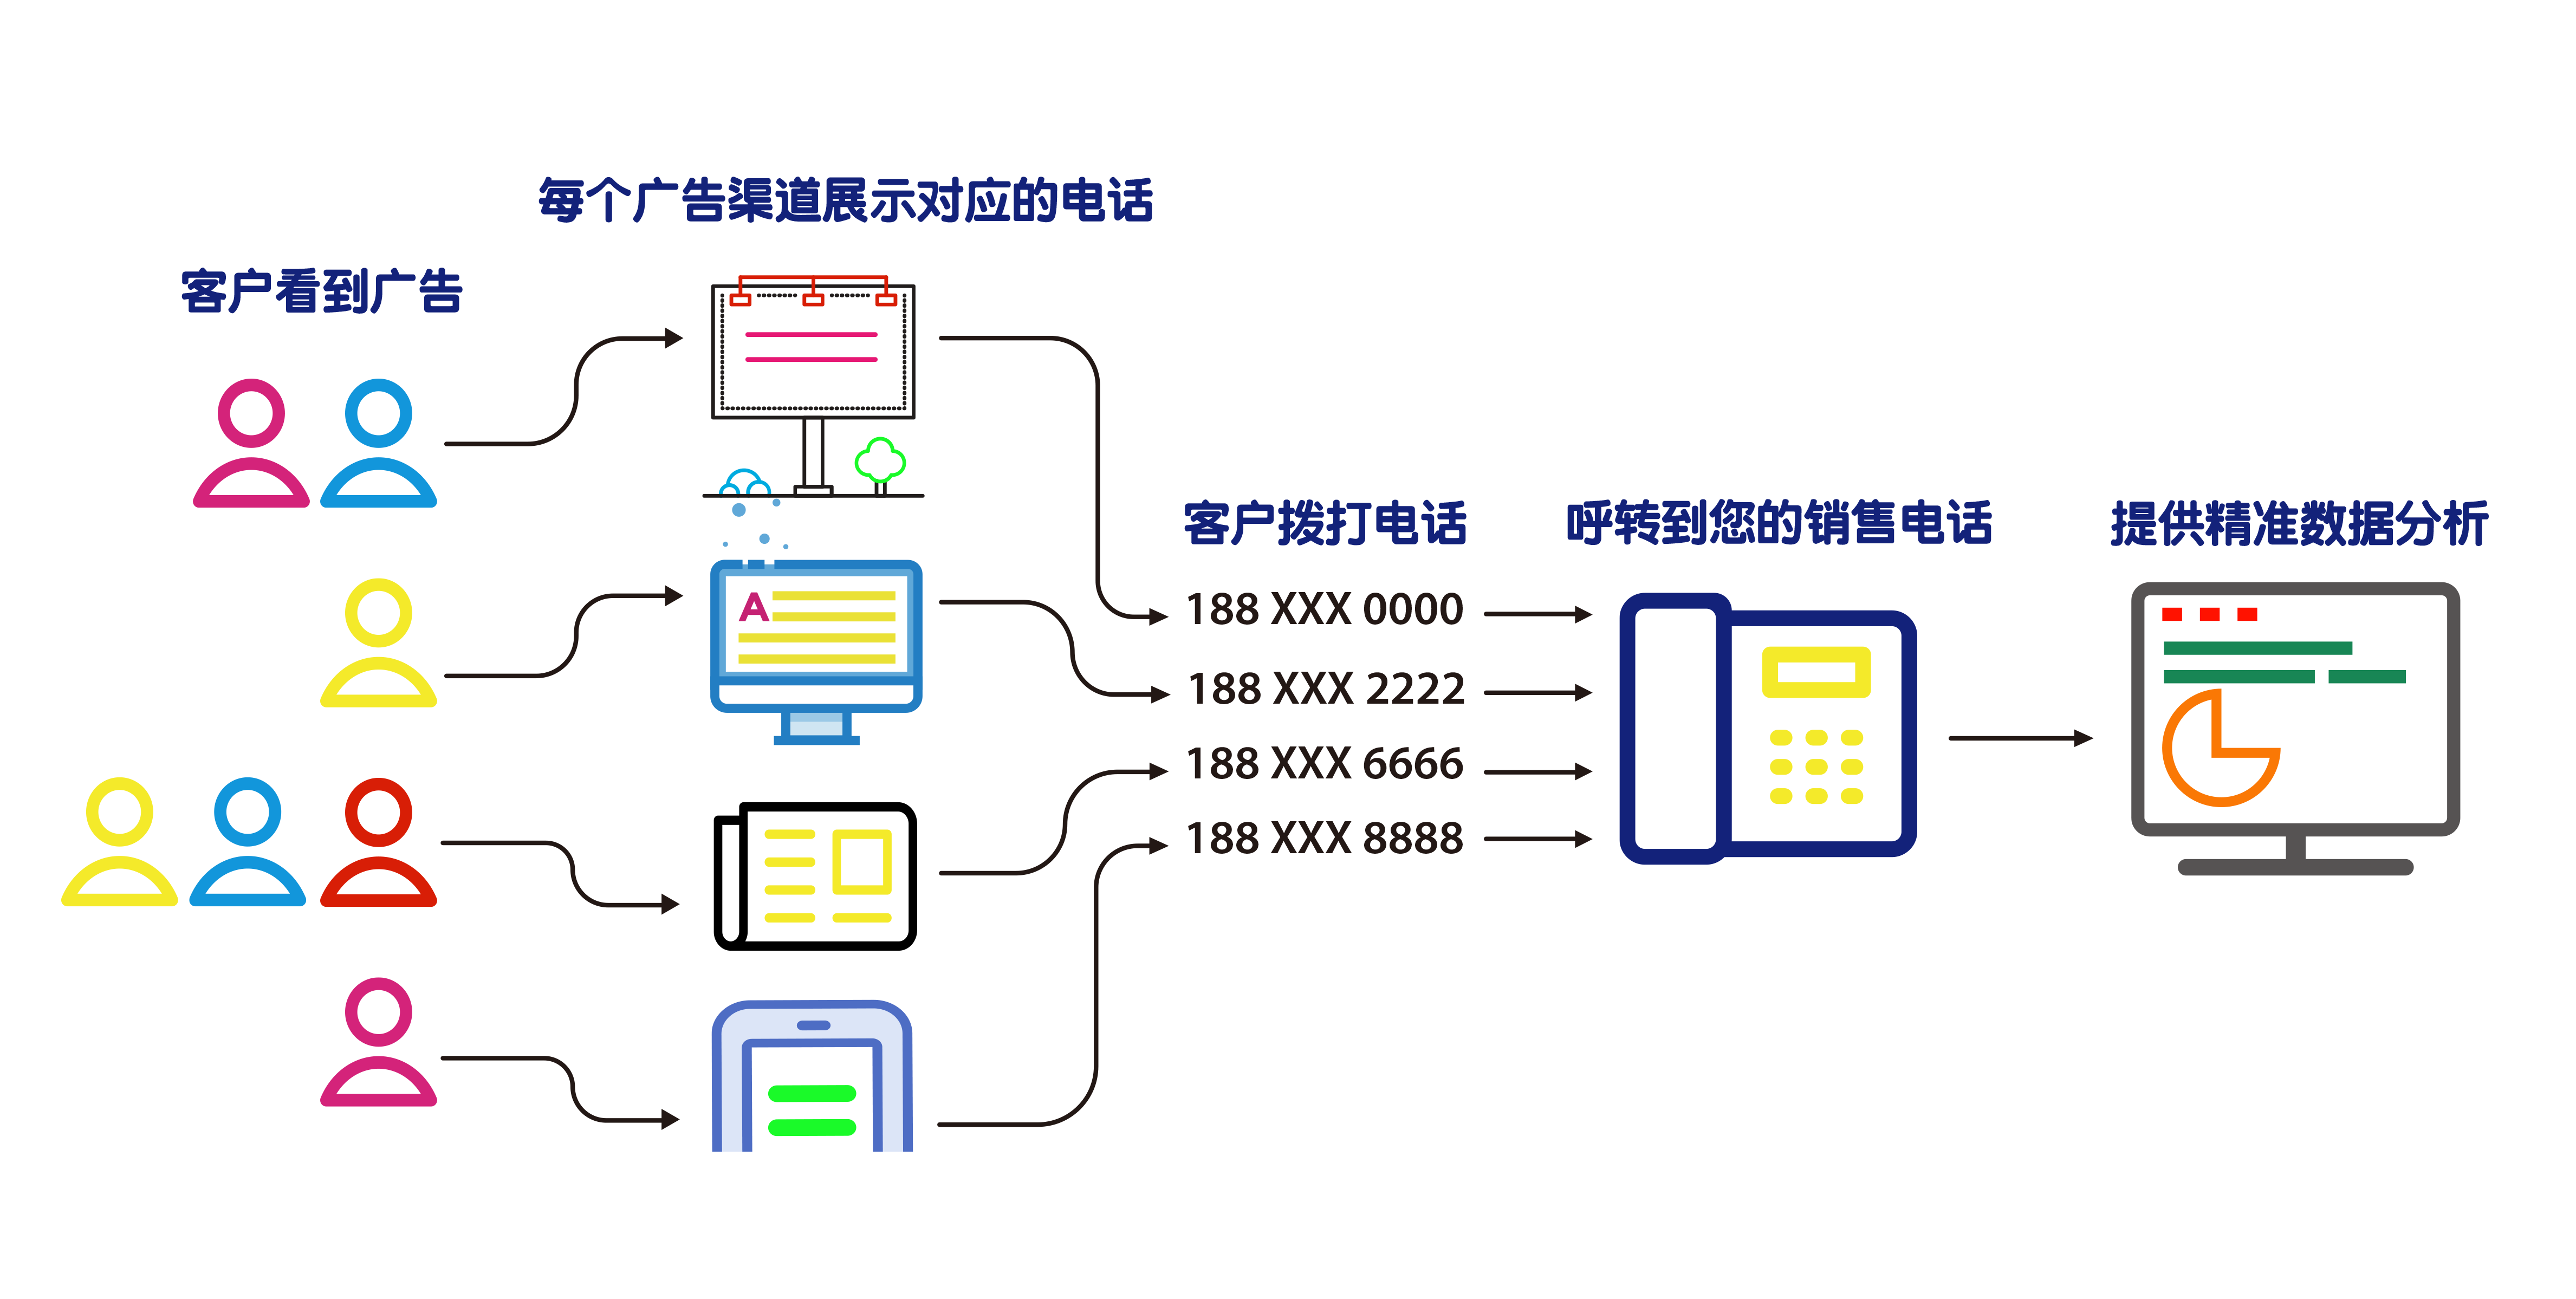 每个广告渠道展示对应的电话
客户看到广告
A
客户拨打电话
188 XXX 0000
188 XXX 2222
188 XXX 6666
188 XXX 8888
呼转到您的销售电话
提供精准数据分析